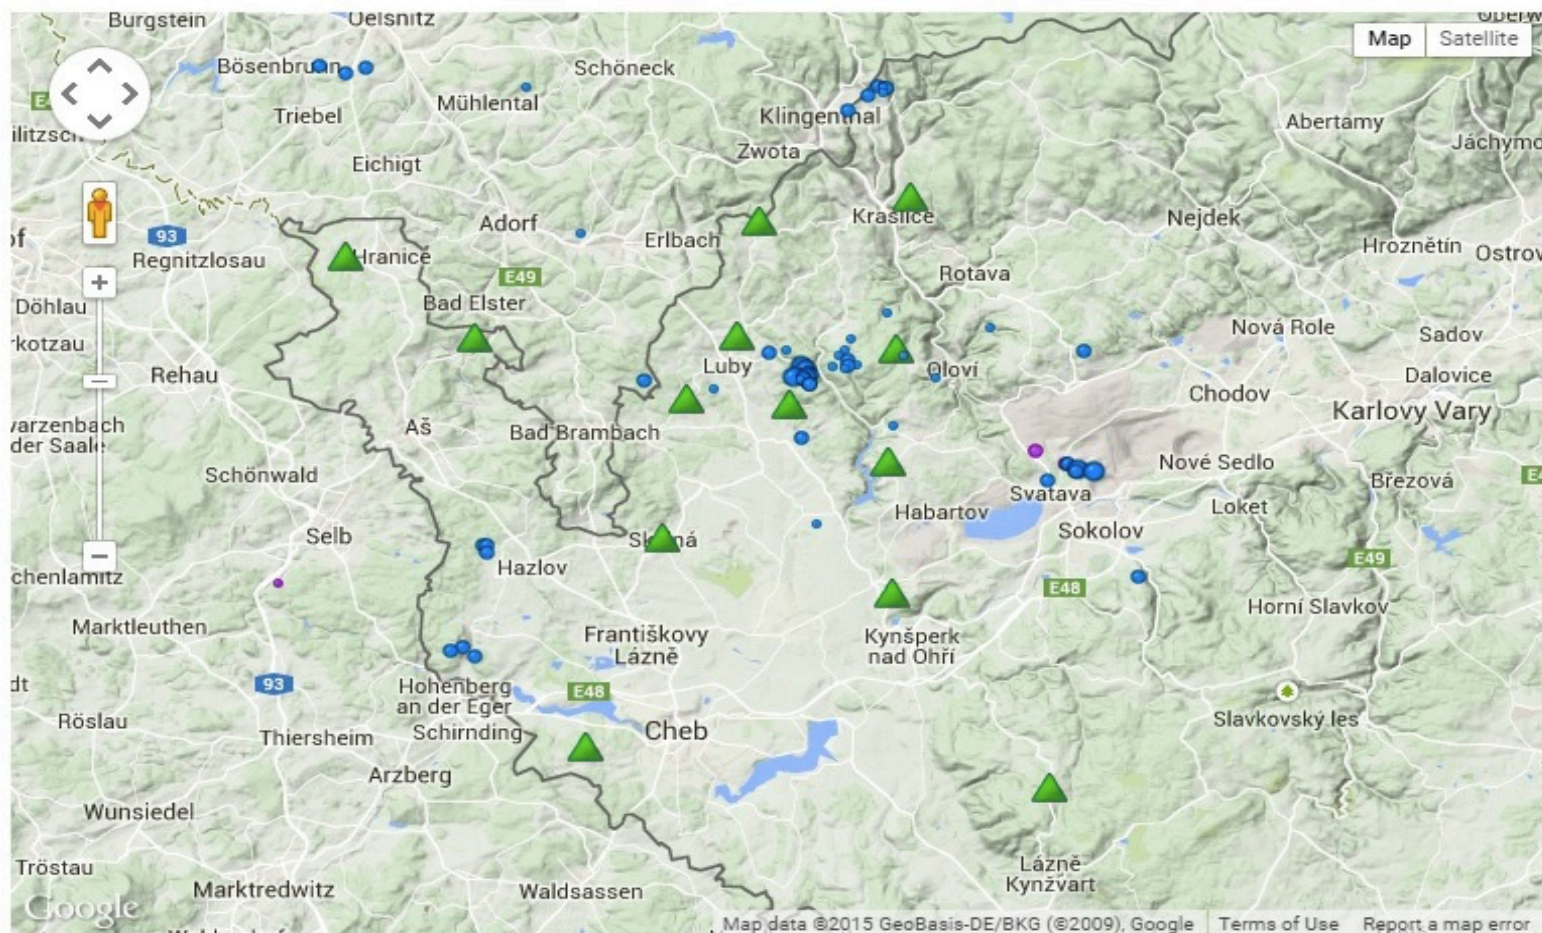 Burgstein
Oelsnitz
Map
Satellite
Bösenbrunn
Schöneck
Mühlental
Triebel
Klingenthal
Abertamy
Zwota
Eichigt
Adorf
Erlbach
Kraslice
Nejdek
93
Regnitzlosau
Hranice
Hroznětín
Ostrov
E49
Rotava
Döhlau
Bad Elster
Nová Role
Sadov
Rehau
Luby
Oloví
Dalovice
Chodov
Karlovy Vary
Aš
Bad Brambach
der Saale
Schönwald
Nové Sedlo
Březová
Svatava
Loket
Habartov
Selb
Sokolov
Skalná
Hazlov
E49
E48
Marktleuthen
Horní Slavkov
Františkovy
Lázně
Kynšperk
nad Ohří
93
Hohenberg
an der Eger
E48
Röslau
Slavkovský les
Thiersheim
Schirnding
Cheb
Arzberg
Wunsiedel
Tröstau
Lázně
Kynžvart
Marktredwitz
Waldsassen
Google
Map data ©2015 GeoBasis-DE/BKG (©2009), Google
Terms of Use
Report a map error